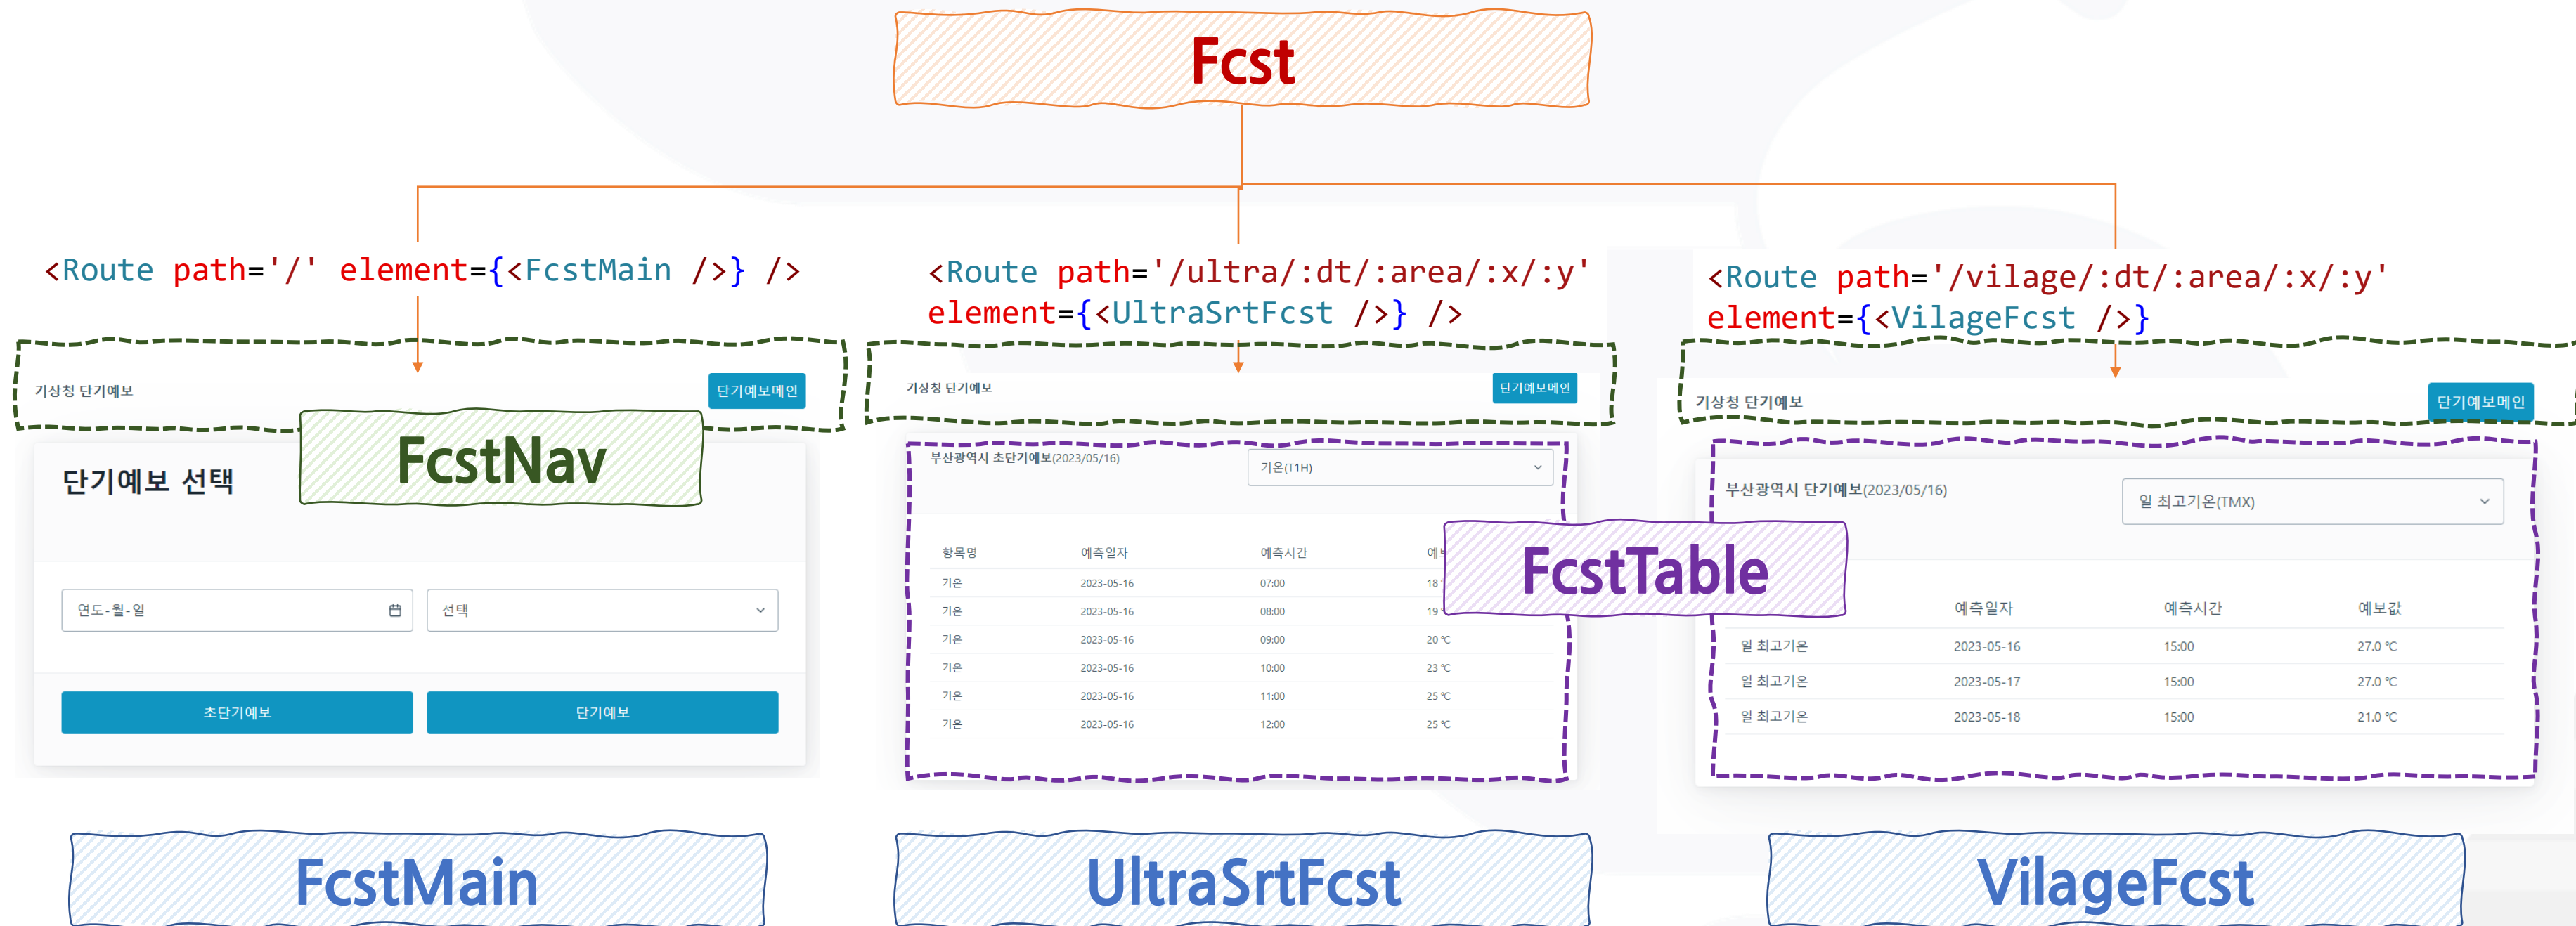 Fcst
<Route path='/' element={<FcstMain />} />
<Route path='/ultra/:dt/:area/:x/:y'
element={<UltraSrtFcst />} />
<Route path='/vilage/:dt/:area/:x/:y'
element={<VilageFcst />}
기상청 단기예보
단기예보메인
FcstNav
단기예보 선택
연도-월-일
선택
초단기예보
단기예보
FcstMain
기상청 단기예보
단기예보메인
부산광역시 초단기예보(2023/05/16)
기온(T1H)
항목명 예측일자 예측시간
기온 2023-05-16 07:00 18
기온 2023-05-16 08:00 19
기온 2023-05-16 09:00 20 ℃
기온 2023-05-16 10:00 23 ℃
기온 2023-05-16 11:00 25 ℃
기온 2023-05-16 12:00 25 ℃
FcstTable
UltraSrtFcst
기상청 단기예보
단기예보메인
부산광역시 단기예보(2023/05/16)
일 최고기온(TMX)
예측일자 예측시간 예보값
일 최고기온 2023-05-16 15:00 27.0 ℃
일 최고기온 2023-05-17 15:00 27.0 ℃
일 최고기온 2023-05-18 15:00 21.0 ℃
VilageFcst